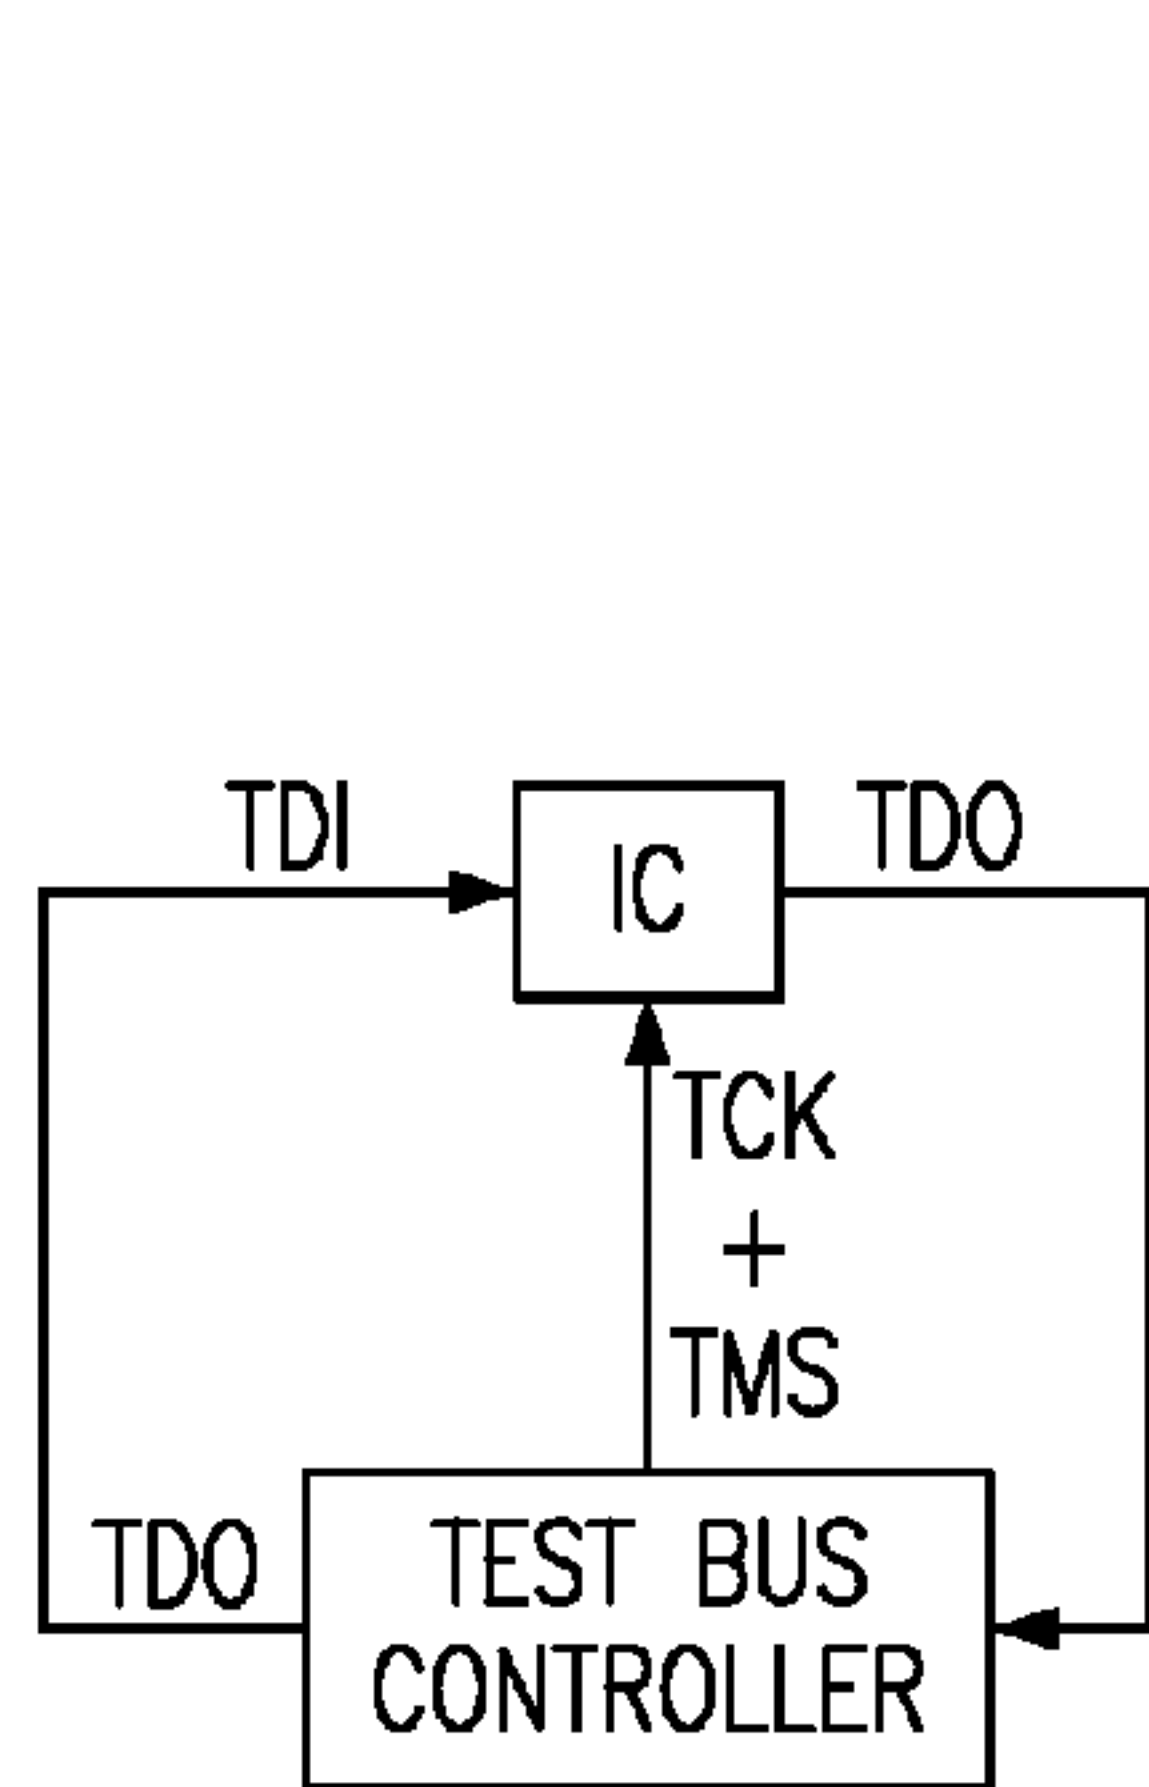 TDI
IC
TDO
TCK
+
TMS
TDO
TEST BUS
CONTROLLER